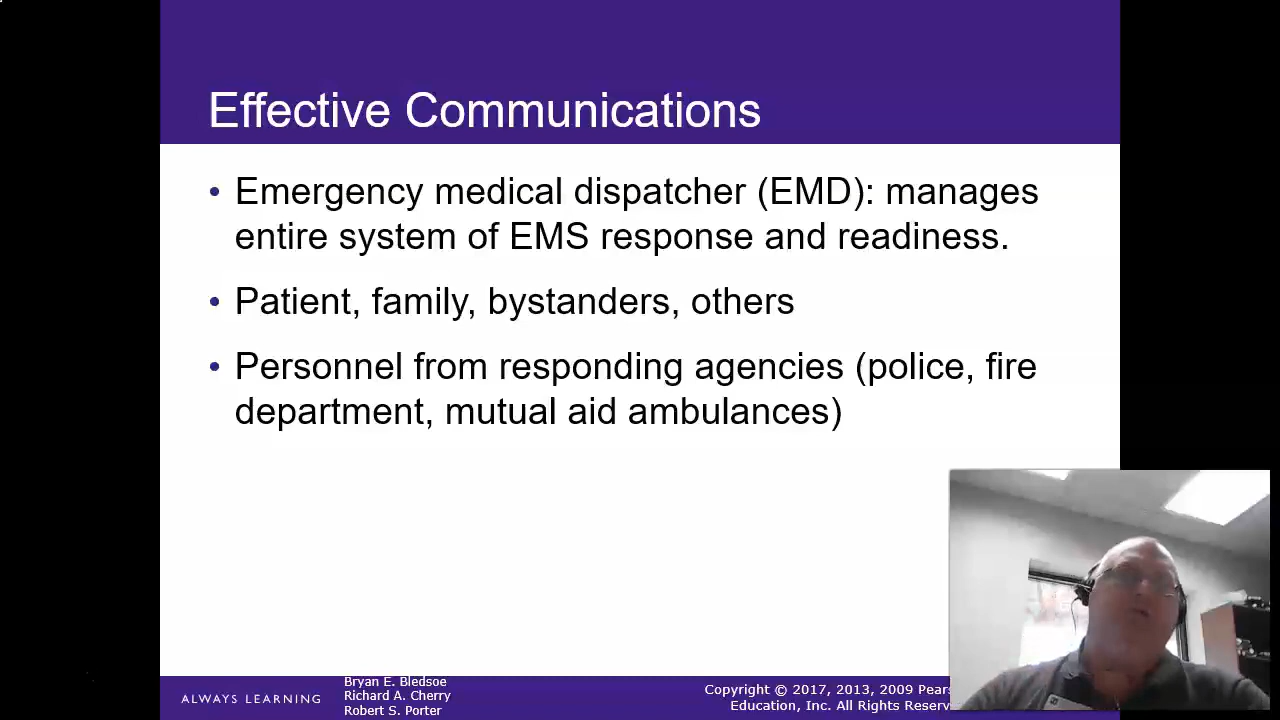 Effective Communications
• Emergency medical dispatcher (EMD): manages
entire system of EMS response and readiness.
• Patient, family, bystanders, others
• Personnel from responding agencies (police, fire
department, mutual aid ambulances)
ALWAYS LEARNING
Bryan E. Bledsoe
Richard A. Cherry
Robert S. Porter
Copyright © 2017, 2013, 2009
Education, Inc. All Rights